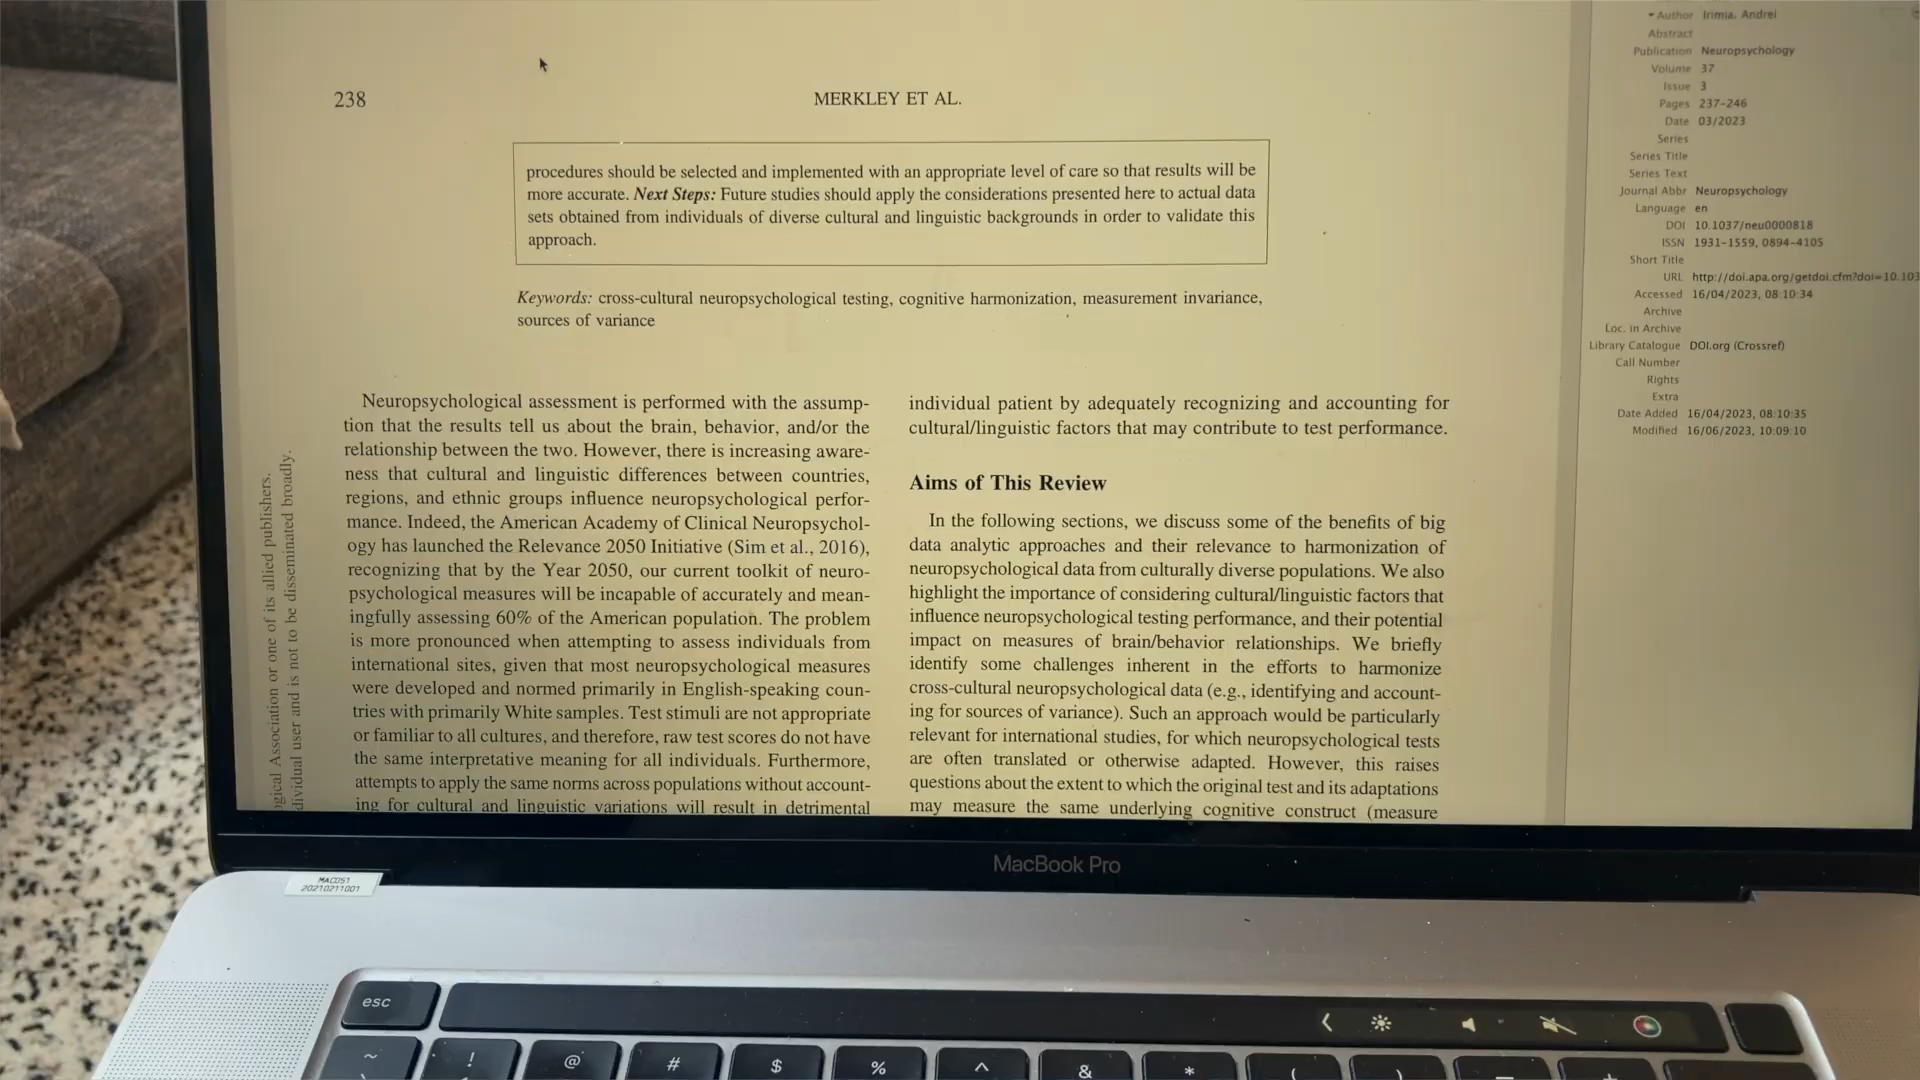 238
MERKLEY ET AL.
procedures should be selected and implemented with an appropriate level of care so that results will be
more accurate. Next Steps: Future studies should apply the considerations presented here to actual data
sets obtained from individuals of diverse cultural and linguistic backgrounds in order to validate this
approach.
Keywords: cross-cultural neuropsychological testing, cognitive harmonization, measurement invariance,
sources of variance
Neuropsychological assessment is performed with the assump-
tion that the results tell us about the brain, behavior, and/or the
relationship between the two. However, there is increasing aware-
ness that cultural and linguistic differences between countries,
regions, and ethnic groups influence neuropsychological perfor-
mance. Indeed, the American Academy of Clinical Neuropsychol-
ogy has launched the Relevance 2050 Initiative (Sim et al., 2016),
recognizing that by the Year 2050, our current toolkit of neuro-
psychological measures will be incapable of accurately and mean-
ingfully assessing 60% of the American population. The problem
is more pronounced when attempting to assess individuals from
international sites, given that most neuropsychological measures
were developed and normed primarily in English-speaking coun-
tries with primarily White samples. Test stimuli are not appropriate
or familiar to all cultures, and therefore, raw test scores do not have
the same interpretative meaning for all individuals. Furthermore,
attempts to apply the same norms across populations without account-
ing for cultural and linguistic variations will result in detrimental
individual patient by adequately recognizing and accounting for
cultural/linguistic factors that may contribute to test performance.
Aims of This Review
In the following sections, we discuss some of the benefits of big
data analytic approaches and their relevance to harmonization of
neuropsychological data from culturally diverse populations. We also
highlight the importance of considering cultural/linguistic factors that
influence neuropsychological testing performance, and their potential
impact on measures of brain/behavior relationships. We briefly
identify some challenges inherent in the efforts to harmonize
cross-cultural neuropsychological data (e.g., identifying and account-
ing for sources of variance). Such an approach would be particularly
relevant for international studies, for which neuropsychological tests
are often translated or otherwise adapted. However, this raises
questions about the extent to which the original test and its adaptations
may measure the same underlying cognitive construct (measure
ogical Association or one of its allied publishers.
dividual user and is not to be disseminated broadly.
Author Irimia, Andrei
Abstract
Publication Neuropsychology
Volume 37
Issue 3
Pages 237-246
Date 03/2023
Series
Series Title
Series Text
Journal Abbr Neuropsychology
Language en
DOI 10.1037/neu0000818
ISSN 1931-1559, 0894-4105
Short Title
URL http://doi.apa.org/getdoi.cfm?doi=10.103
Accessed 16/04/2023, 08:10:34
Archive
Loc. in Archive
Library Catalogue DOI.org (Crossref)
Call Number
Rights
Extra
Date Added 16/04/2023, 08:10:35
Modified 16/06/2023, 10:09:10
MacBook Pro
MACDS1
20210211001
esc
~ ! @ # $ % ^ & * ( ) _ +